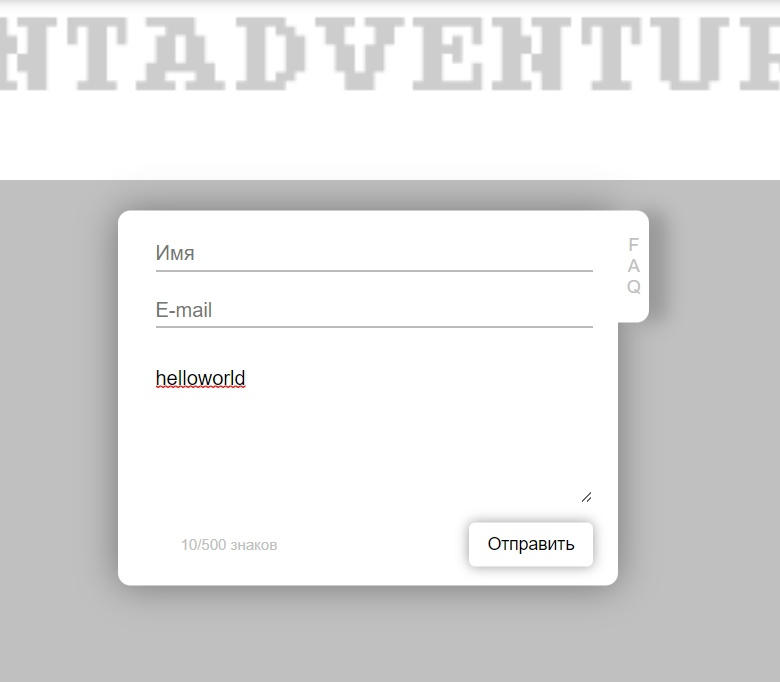 NTADVENTUR
Имя
E-mail
helloworld
10/500 знаков
Отправить
F
A
Q